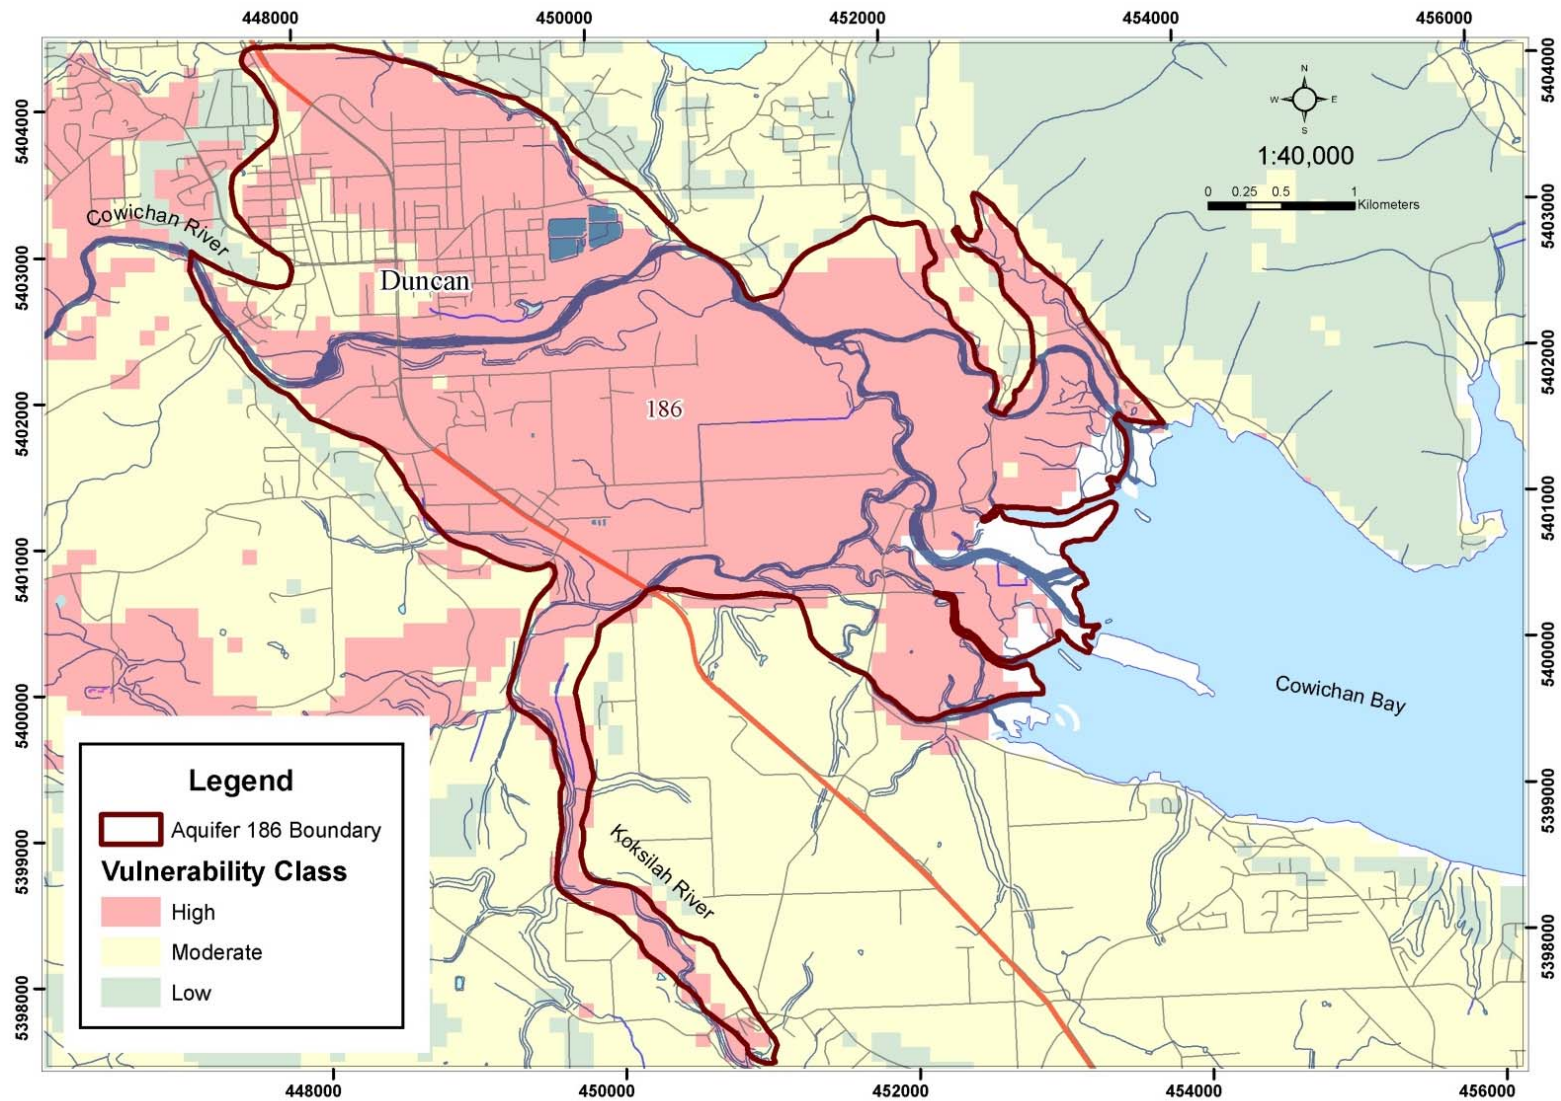 448000
450000
452000
454000
456000
5404000
5403000
5402000
5401000
5400000
5399000
5398000
N
W E
S
1:40,000
0 0.25 0.5 1
Kilometers
Cowichan River
Duncan
186
Cowichan Bay
Koksilah River
Legend
Aquifer 186 Boundary
Vulnerability Class
High
Moderate
Low
5404000
5403000
5402000
5401000
5400000
5399000
5398000
448000
450000
452000
454000
456000